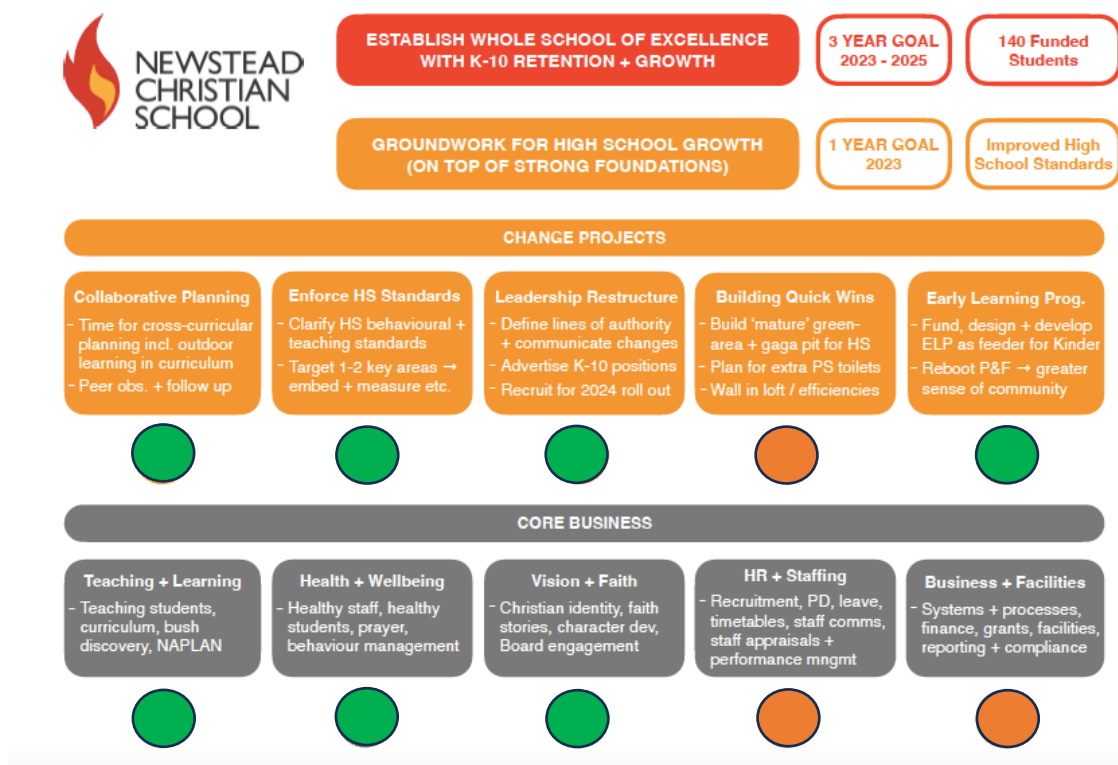 NEWSTEAD
CHRISTIAN
SCHOOL
ESTABLISH WHOLE SCHOOL OF EXCELLENCE
WITH K-10 RETENTION + GROWTH
3 YEAR GOAL
2023 - 2025
140 Funded
Students
GROUNDWORK FOR HIGH SCHOOL GROWTH
(ON TOP OF STRONG FOUNDATIONS)
1 YEAR GOAL
2023
Improved High
School Standards
CHANGE PROJECTS
Collaborative Planning
- Time for cross-curricular
planning incl. outdoor
learning in curriculum
- Peer obs. + follow up
Enforce HS Standards
- Clarify HS behavioural +
teaching standards
- Target 1-2 key areas →
embed + measure etc.
Leadership Restructure
- Define lines of authority
+ communicate changes
- Advertise K-10 positions
- Recruit for 2024 roll out
Building Quick Wins
- Build ‘mature’ green-
area + gaga pit for HS
- Plan for extra PS toilets
- Wall in loft / efficiencies
Early Learning Prog.
- Fund, design + develop
ELP as feeder for Kinder
- Reboot P&F → greater
sense of community
CORE BUSINESS
Teaching + Learning
- Teaching students,
curriculum, bush
discovery, NAPLAN
Health + Wellbeing
- Healthy staff, healthy
students, prayer,
behaviour management
Vision + Faith
- Christian identity, faith
stories, character dev,
Board engagement
HR + Staffing
- Recruitment, PD, leave,
timetables, staff comms,
staff appraisals +
performance mngmt
Business + Facilities
- Systems + processes,
finance, grants, facilities,
reporting + compliance